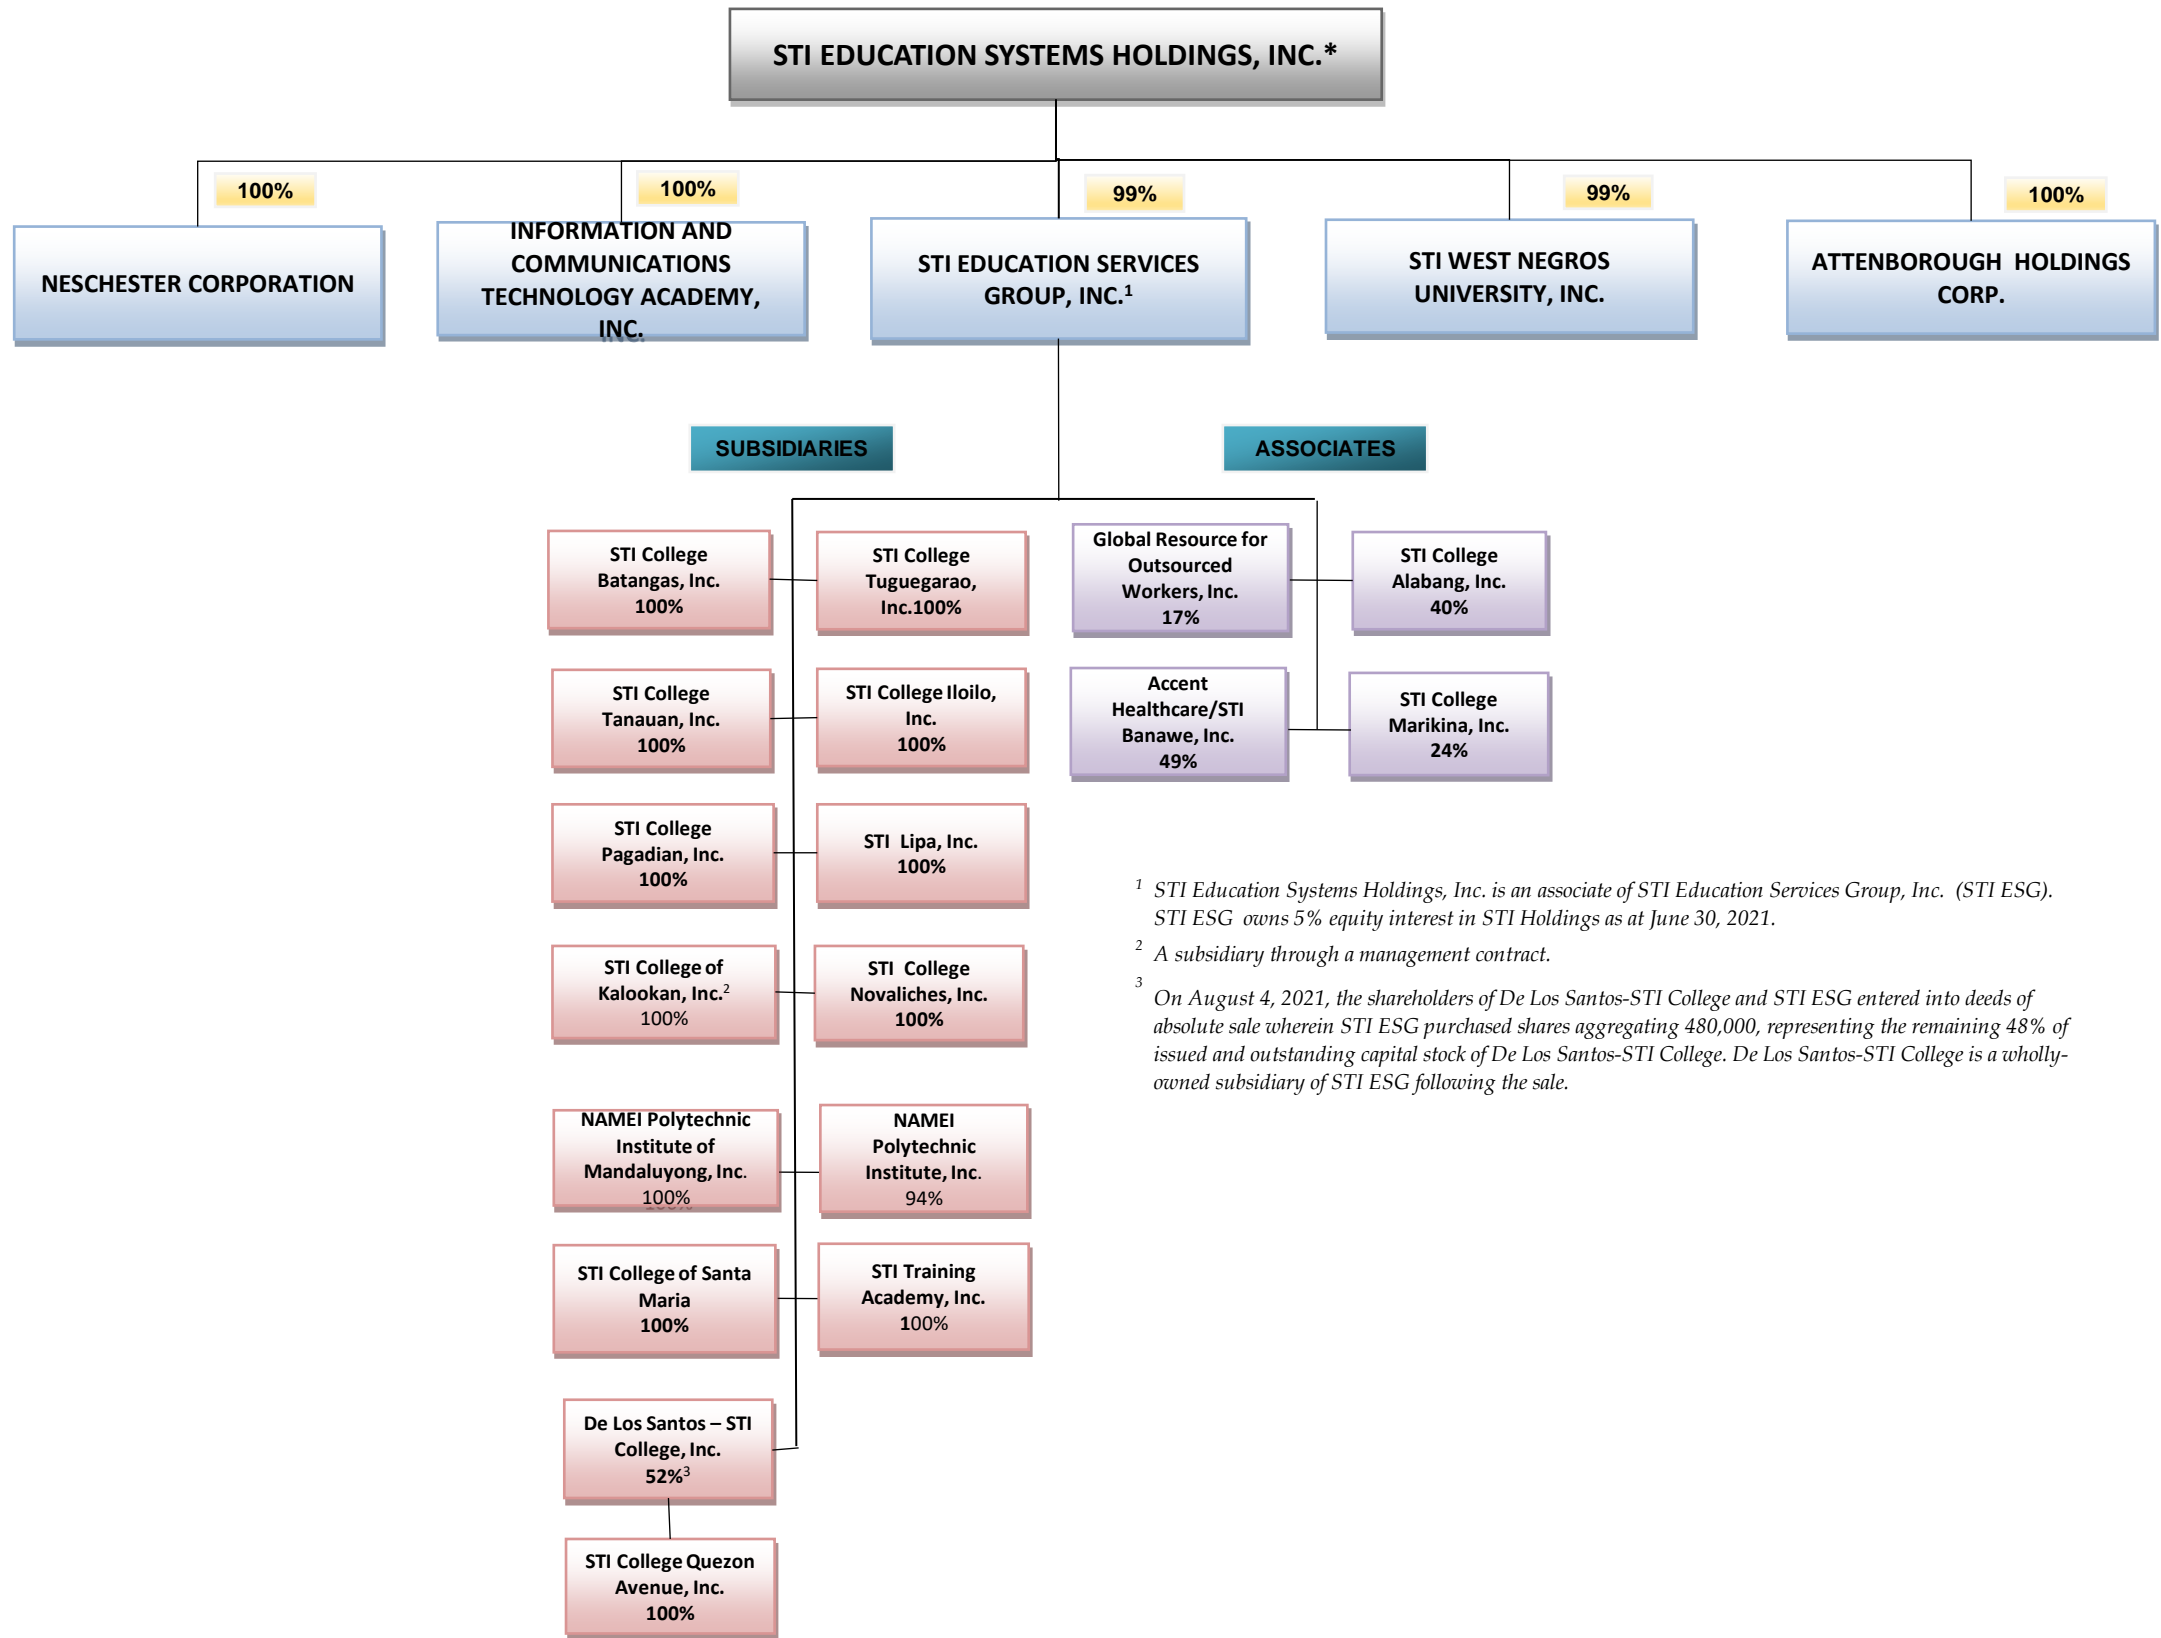 STI EDUCATION SYSTEMS HOLDINGS, INC.*
100%
100%
99%
99%
100%
NESCHESTER CORPORATION
INFORMATION AND
COMMUNICATIONS
TECHNOLOGY ACADEMY,
INC.
STI EDUCATION SERVICES
GROUP, INC.¹
STI WEST NEGROS
UNIVERSITY, INC.
ATTENBOROUGH HOLDINGS
CORP.
SUBSIDIARIES
ASSOCIATES
STI College
Batangas, Inc.
100%
STI College
Tuguegarao,
Inc.100%
Global Resource for
Outsourced
Workers, Inc.
17%
STI College
Alabang, Inc.
40%
STI College
Tanauan, Inc.
100%
STI College Iloilo,
Inc.
100%
Accent
Healthcare/STI
Banawe, Inc.
49%
STI College
Marikina, Inc.
24%
STI College
Pagadian, Inc.
100%
STI Lipa, Inc.
100%
STI College of
Kalookan, Inc.²
100%
STI College
Novaliches, Inc.
100%
NAMEI Polytechnic
Institute of
Mandaluyong, Inc.
100%
NAMEI
Polytechnic
Institute, Inc.
94%
STI College of Santa
Maria
100%
STI Training
Academy, Inc.
100%
De Los Santos – STI
College, Inc.
52%³
STI College Quezon
Avenue, Inc.
100%
¹ STI Education Systems Holdings, Inc. is an associate of STI Education Services Group, Inc. (STI ESG).
STI ESG owns 5% equity interest in STI Holdings as at June 30, 2021.
² A subsidiary through a management contract.
³ On August 4, 2021, the shareholders of De Los Santos-STI College and STI ESG entered into deeds of
absolute sale wherein STI ESG purchased shares aggregating 480,000, representing the remaining 48% of
issued and outstanding capital stock of De Los Santos-STI College. De Los Santos-STI College is a wholly-
owned subsidiary of STI ESG following the sale.